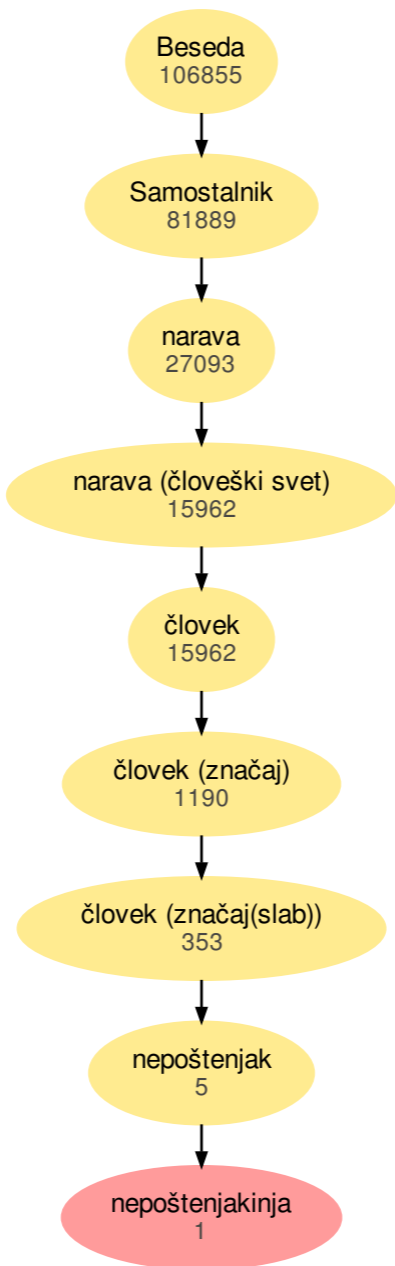 Beseda
106855
Samostalnik
81889
narava
27093
narava (človeški svet)
15962
človek
15962
človek (značaj)
1190
človek (značaj(slab))
353
nepoštenjak
5
nepoštenjakinja
1